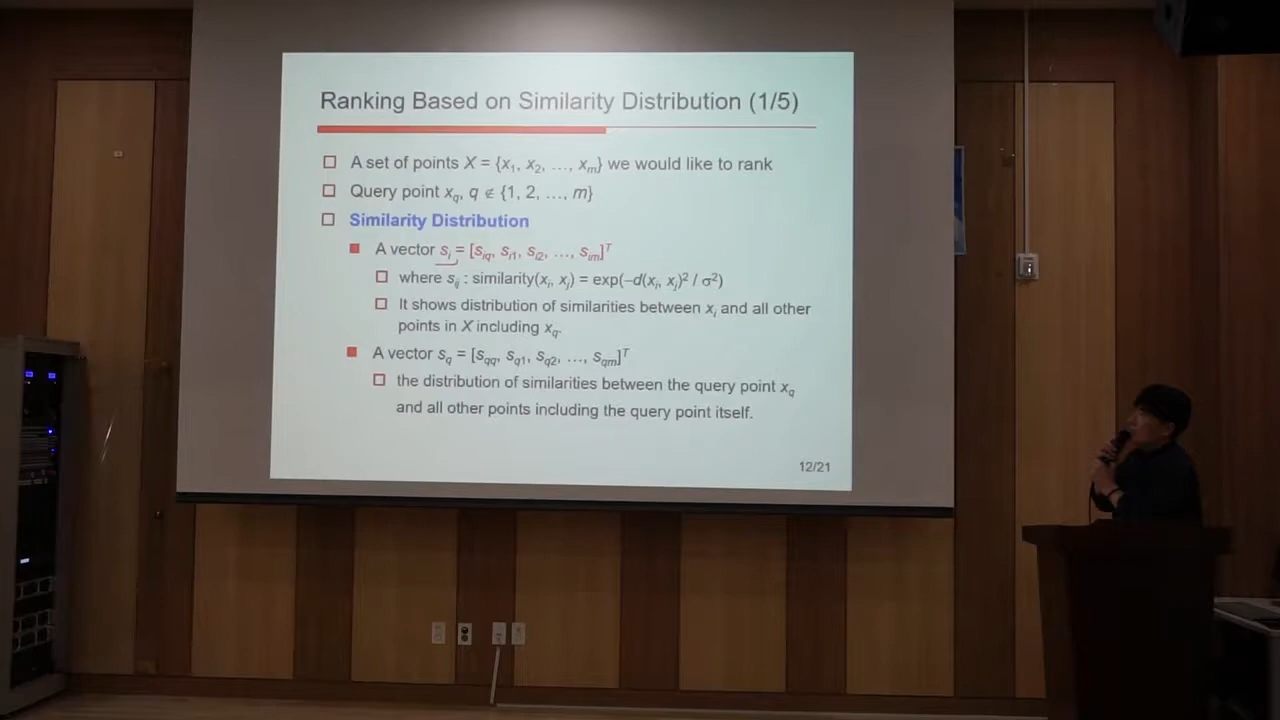 Ranking Based on Similarity Distribution (1/5)
A set of points X = {x1, x2, …, xm} we would like to rank
Query point xq, q ∉ {1, 2, …, m}
Similarity Distribution
A vector si = [siq, si1, si2, …, sim]T
where sij : similarity(xi, xj) = exp(−d(xi, xj)2 / σ2)
It shows distribution of similarities between xi and all other
points in X including xq.
A vector sq = [sqq, sq1, sq2, …, sqm]T
the distribution of similarities between the query point xq
and all other points including the query point itself.
12/21